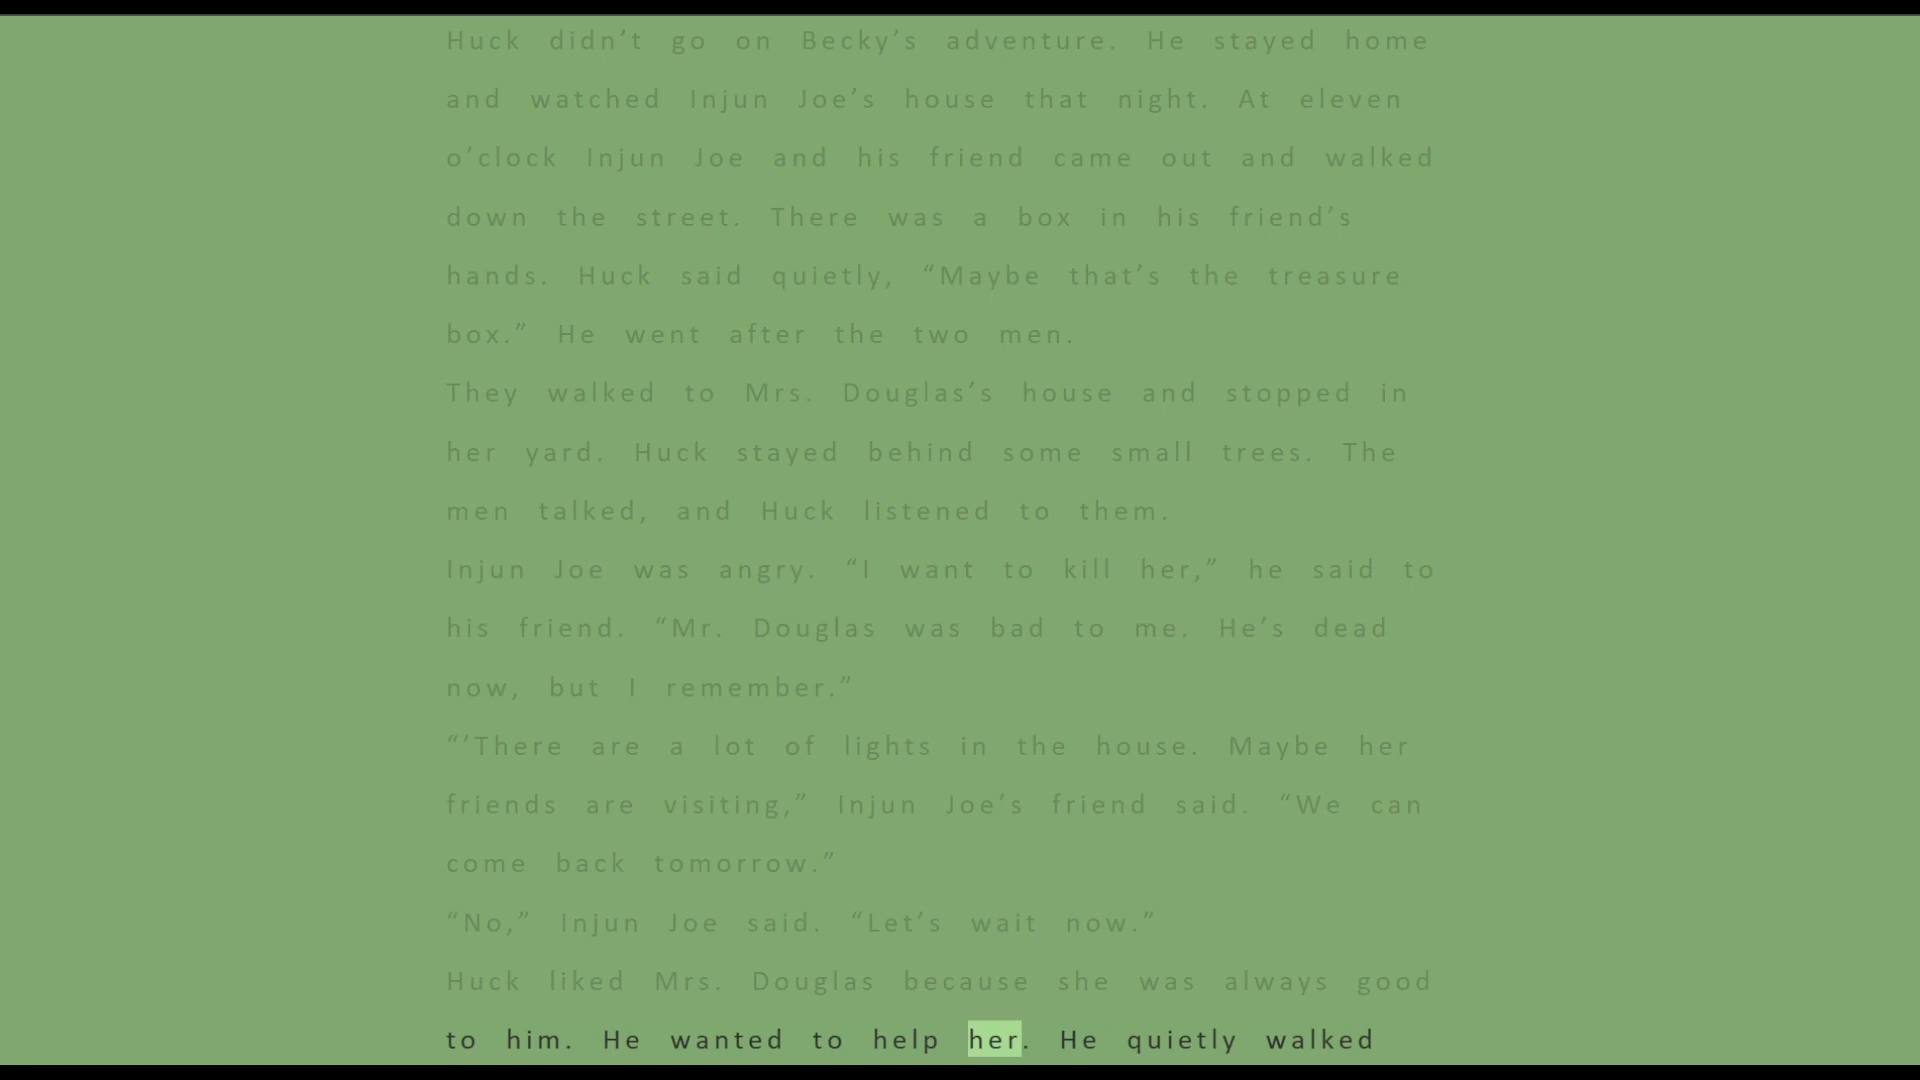 Huck didn’t go on Becky’s adventure. He stayed home
and watched Injun Joe’s house that night. At eleven
o’clock Injun Joe and his friend came out and walked
down the street. There was a box in his friend’s
hands. Huck said quietly, “Maybe that’s the treasure
box.” He went after the two men.
They walked to Mrs. Douglas’s house and stopped in
her yard. Huck stayed behind some small trees. The
men talked, and Huck listened to them.
Injun Joe was angry. “I want to kill her,” he said to
his friend. “Mr. Douglas was bad to me. He’s dead
now, but I remember.”
“’There are a lot of lights in the house. Maybe her
friends are visiting,” Injun Joe’s friend said. “We can
come back tomorrow.”
“No,” Injun Joe said. “Let’s wait now.”
Huck liked Mrs. Douglas because she was always good
to him. He wanted to help her. He quietly walked